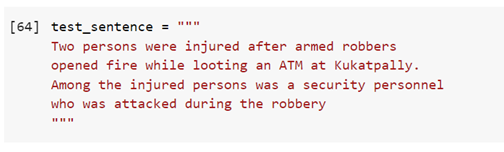 [64] test_sentence = """
Two persons were injured after armed robbers
opened fire while looting an ATM at Kukatpally.
Among the injured persons was a security personnel
who was attacked during the robbery
"""